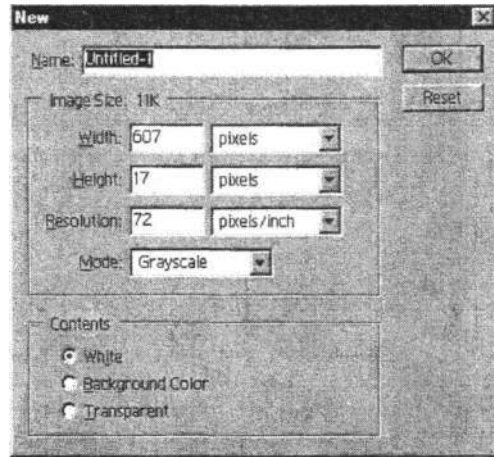 New
Name: Untitled-1
OK
Reset
Image Size: 11K
Width: 607 pixels
Height: 17 pixels
Resolution: 72 pixels/inch
Mode: Grayscale
Contents
White
Background Color
Transparent